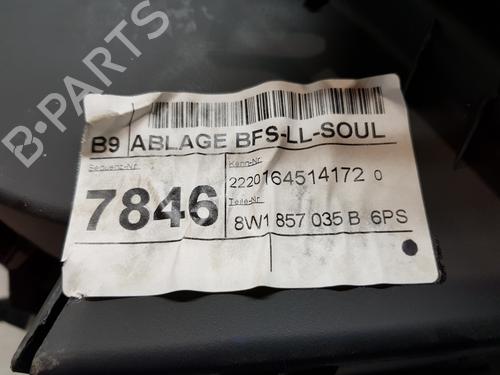 B-PARTS
B9 ABLAGE BFS-LL-SOUL
Sequenz-Nr.
Kenn-Nr.
7846
2220164514172 0
Teile-Nr.
8W1 857 035 B 6PS